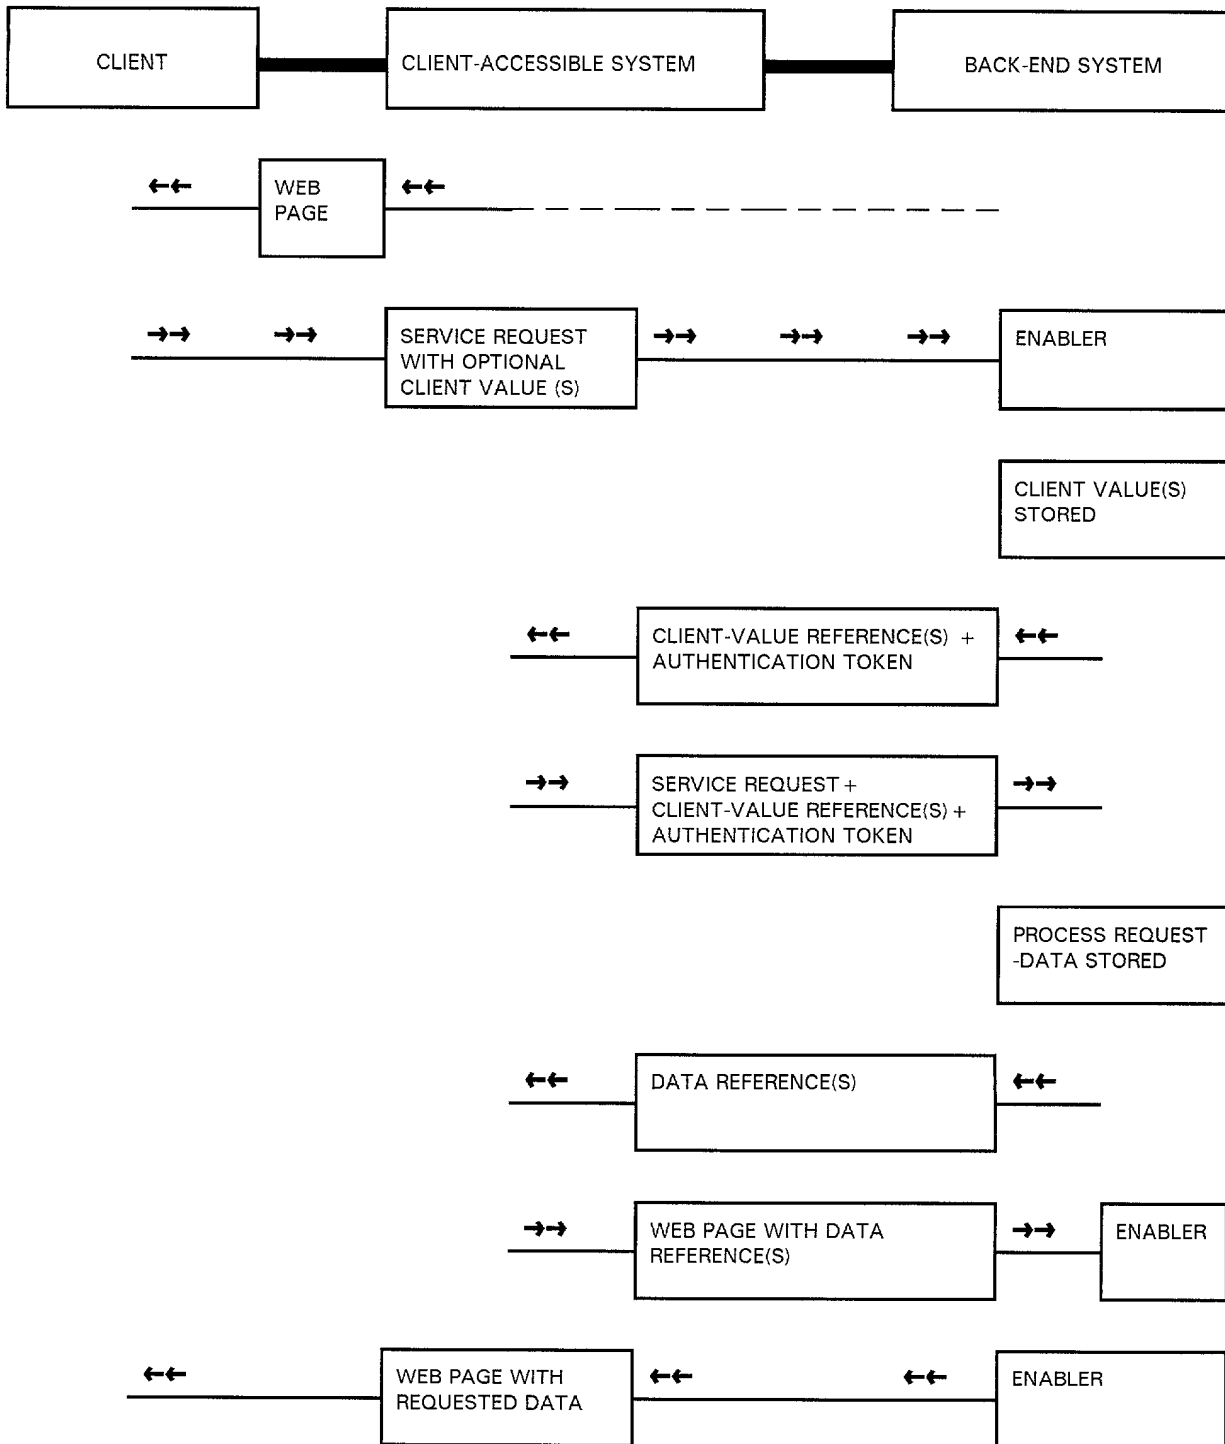 CLIENT
CLIENT-ACCESSIBLE SYSTEM
BACK-END SYSTEM
WEB
PAGE
SERVICE REQUEST
WITH OPTIONAL
CLIENT VALUE (S)
ENABLER
CLIENT VALUE(S)
STORED
CLIENT-VALUE REFERENCE(S) +
AUTHENTICATION TOKEN
SERVICE REQUEST +
CLIENT-VALUE REFERENCE(S) +
AUTHENTICATION TOKEN
PROCESS REQUEST
-DATA STORED
DATA REFERENCE(S)
WEB PAGE WITH DATA
REFERENCE(S)
ENABLER
WEB PAGE WITH
REQUESTED DATA
ENABLER